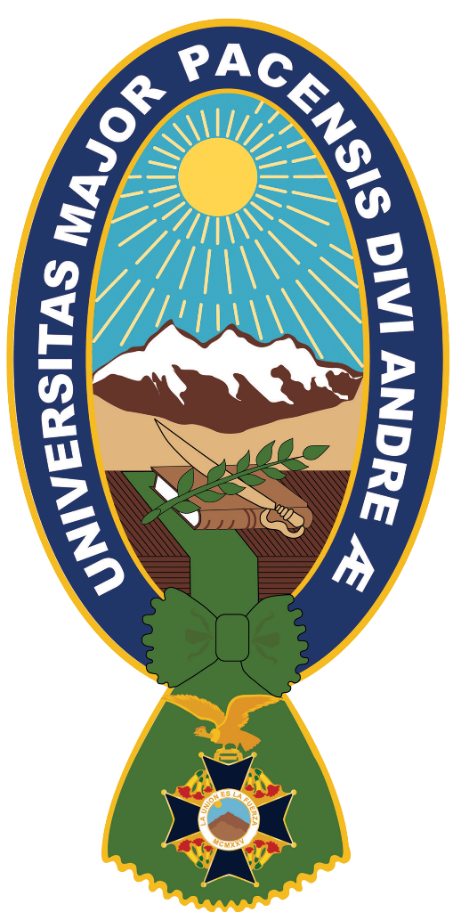 UNIVERSITAS MAJOR PACENSIS DIVI ANDRE Æ
LA UNION ES LA FUERZA
MCMXXV